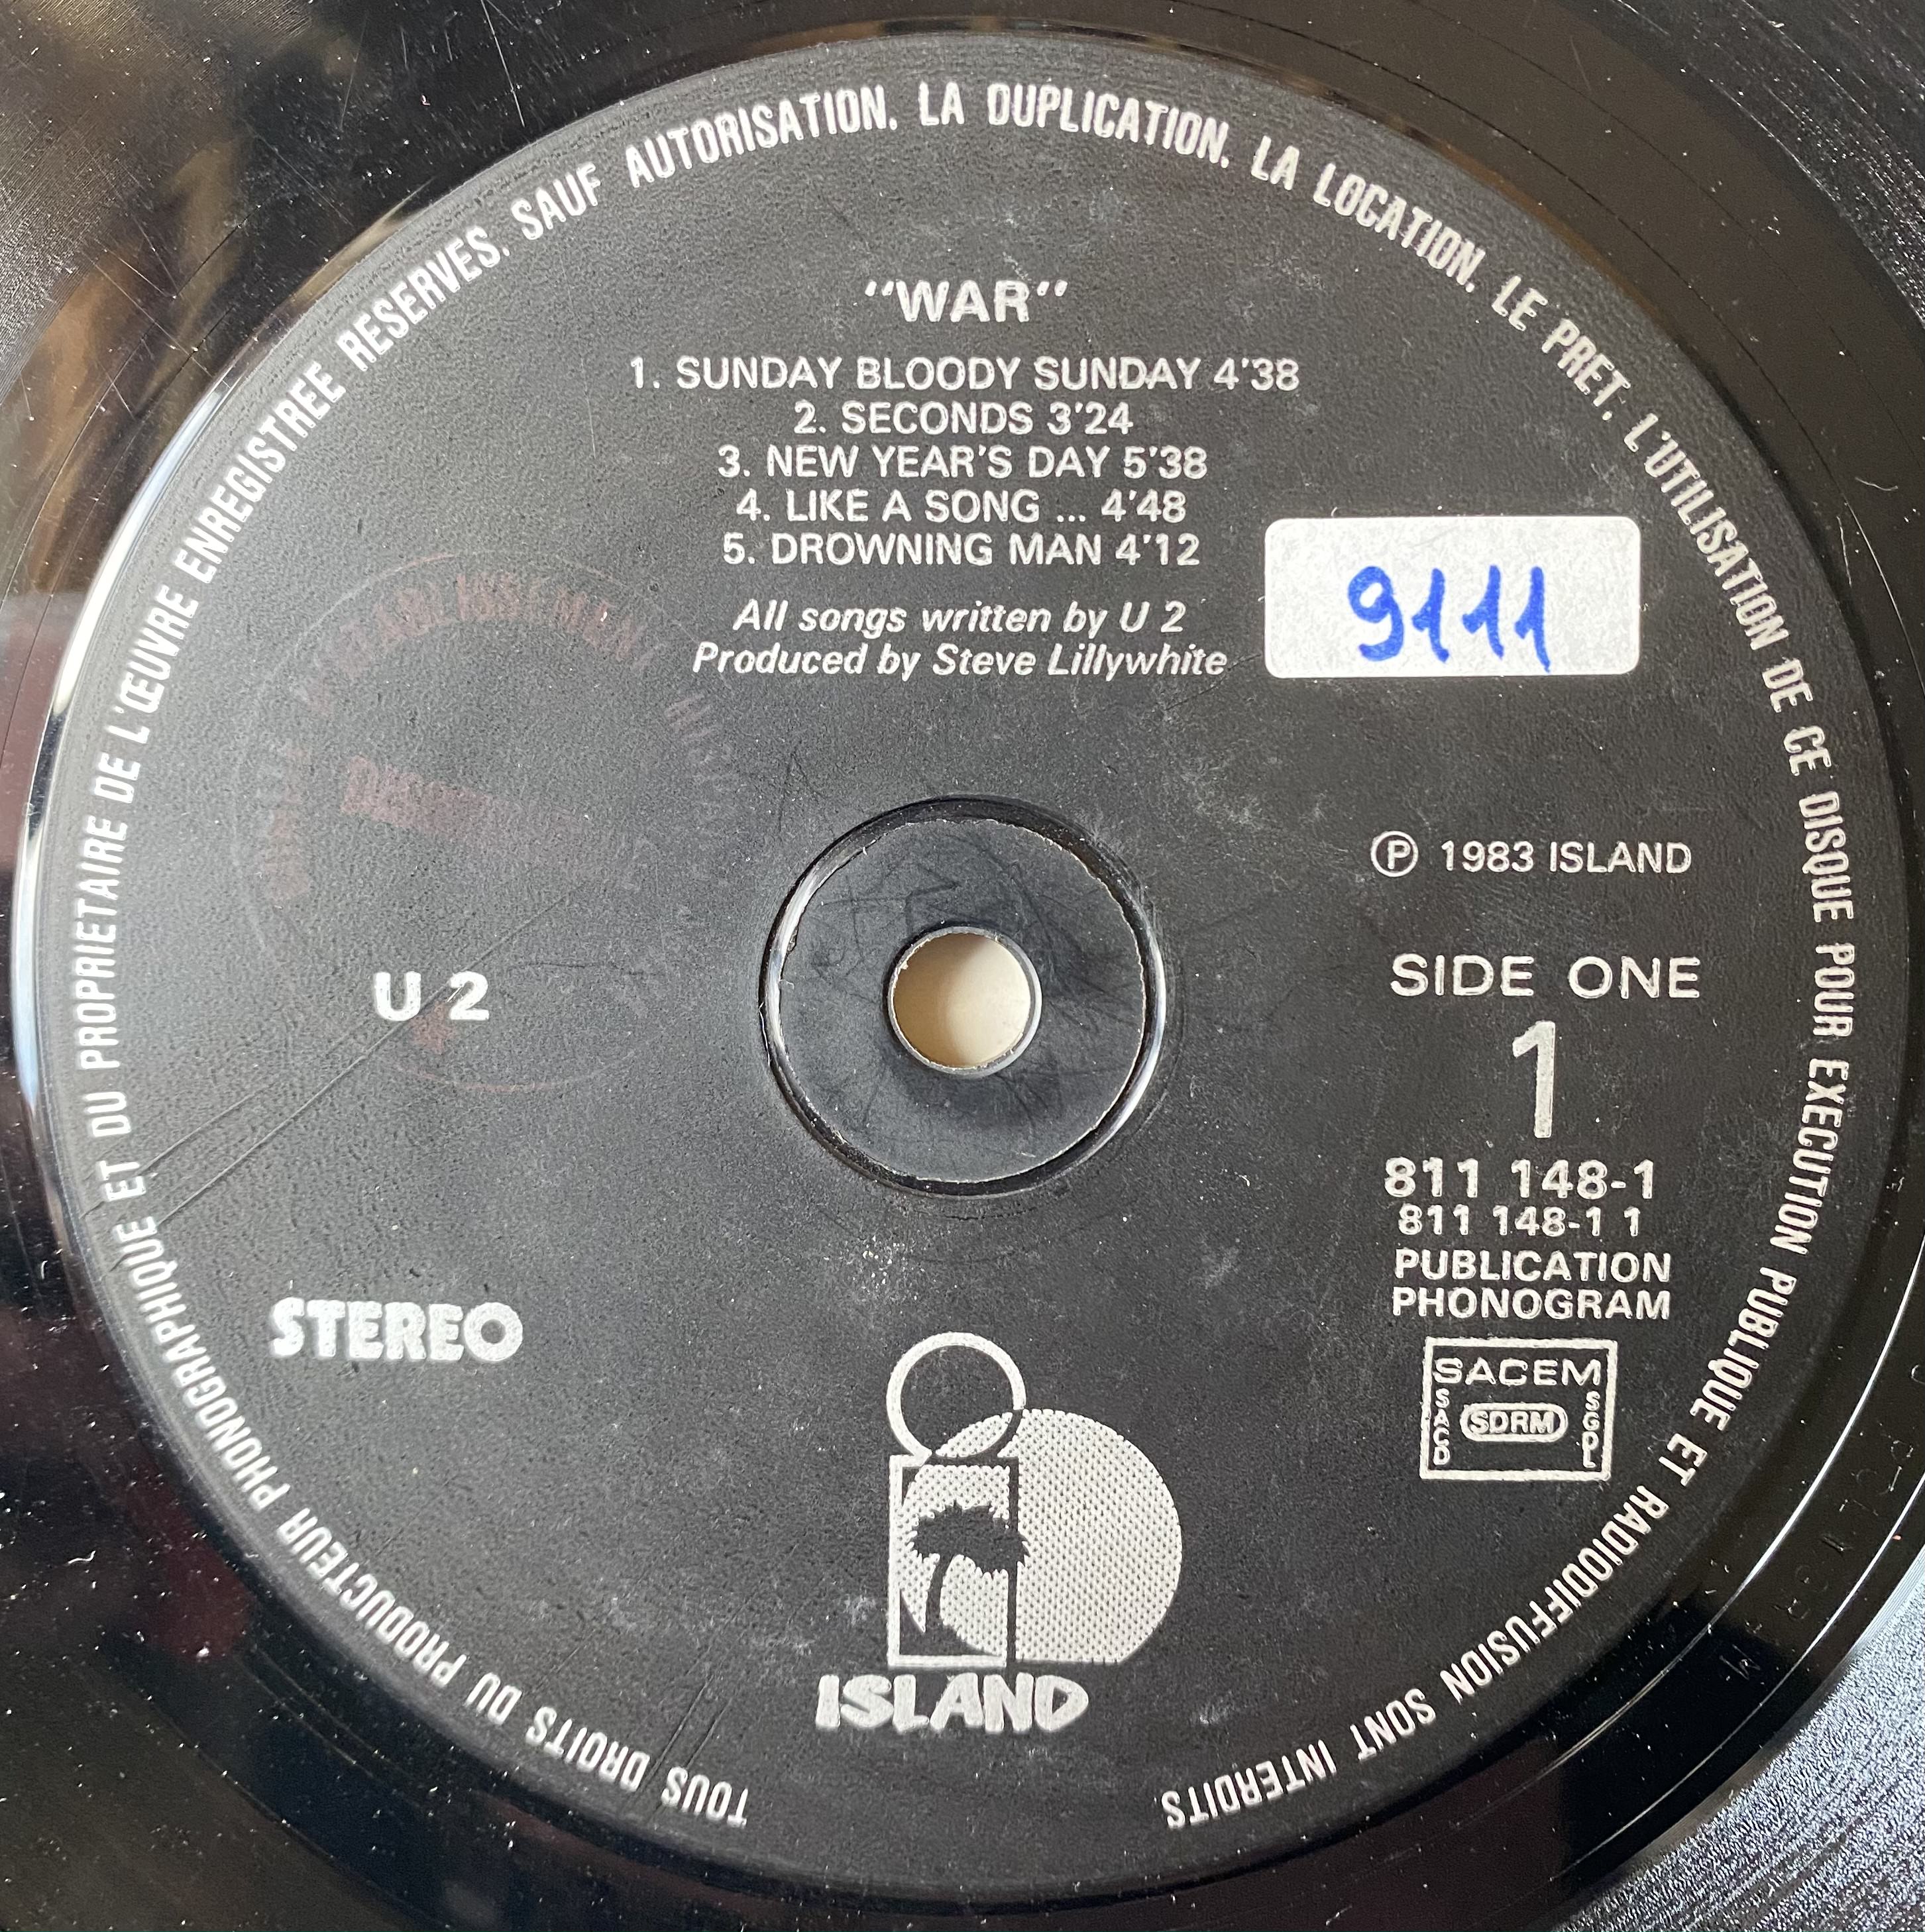 TOUS DROITS DU PRODUCTEUR PHONOGRAPHIQUE ET DU PROPRIETAIRE DE L'ŒUVRE ENREGISTREE RESERVES. SAUF AUTORISATION. LA DUPLICATION. LA LOCATION. LE PRET. L'UTILISATION DE CE DISQUE POUR EXECUTION PUBLIQUE ET RADIODIFFUSION SONT INTERDITS
"WAR"
1. SUNDAY BLOODY SUNDAY 4'38
2. SECONDS 3'24
3. NEW YEAR'S DAY 5'38
4. LIKE A SONG ... 4'48
5. DROWNING MAN 4'12
All songs written by U 2
Produced by Steve Lillywhite
9111
℗ 1983 ISLAND
U 2
SIDE ONE
1
811 148-1
811 148-1 1
PUBLICATION
PHONOGRAM
STEREO
SACEM
SACD
SDRM
SGDL
ISLAND